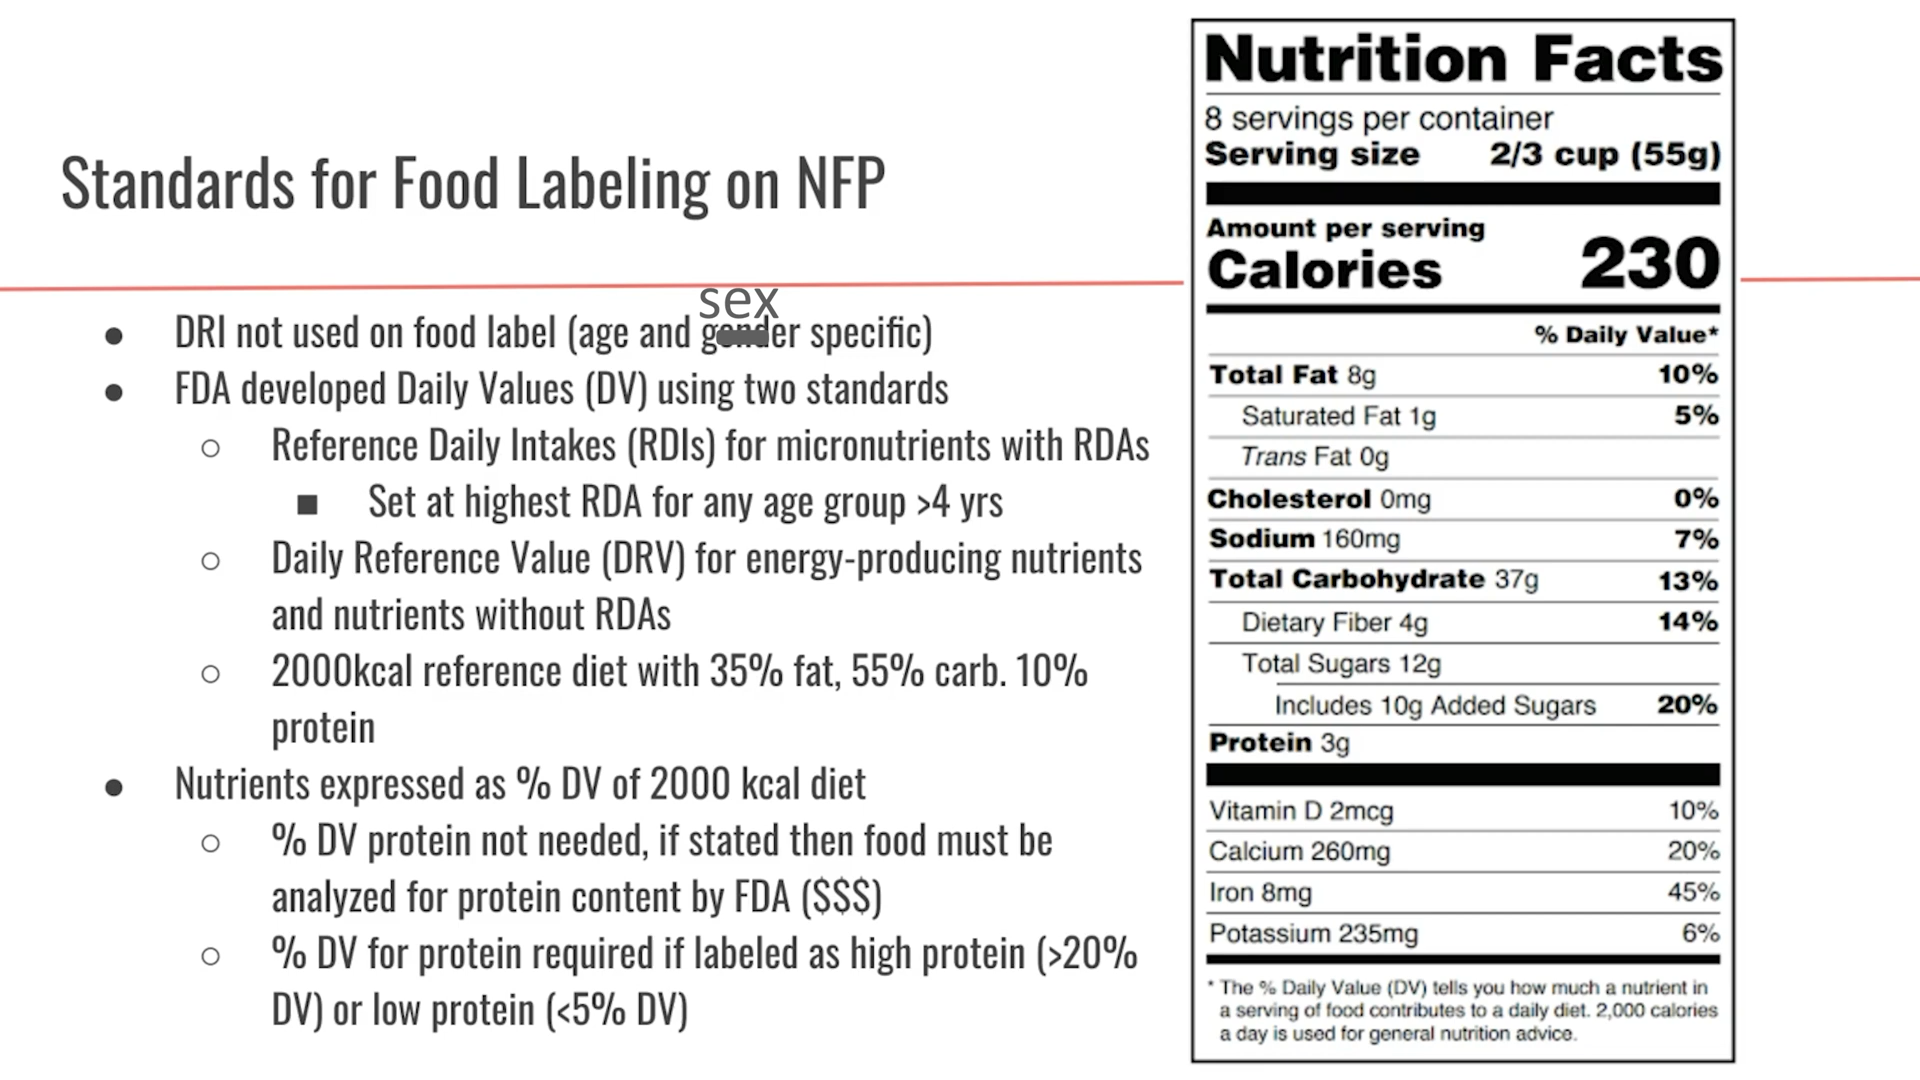 Standards for Food Labeling on NFP
sex
● DRI not used on food label (age and gender specific)
● FDA developed Daily Values (DV) using two standards
○ Reference Daily Intakes (RDIs) for micronutrients with RDAs
■ Set at highest RDA for any age group >4 yrs
○ Daily Reference Value (DRV) for energy-producing nutrients
and nutrients without RDAs
○ 2000kcal reference diet with 35% fat, 55% carb. 10%
protein
● Nutrients expressed as % DV of 2000 kcal diet
○ % DV protein not needed, if stated then food must be
analyzed for protein content by FDA ($$$)
○ % DV for protein required if labeled as high protein (>20%
DV) or low protein (<5% DV)
Nutrition Facts
8 servings per container
Serving size 2/3 cup (55g)
Amount per serving
Calories 230
% Daily Value*
Total Fat 8g 10%
Saturated Fat 1g 5%
Trans Fat 0g
Cholesterol 0mg 0%
Sodium 160mg 7%
Total Carbohydrate 37g 13%
Dietary Fiber 4g 14%
Total Sugars 12g
Includes 10g Added Sugars 20%
Protein 3g
Vitamin D 2mcg 10%
Calcium 260mg 20%
Iron 8mg 45%
Potassium 235mg 6%
* The % Daily Value (DV) tells you how much a nutrient in
a serving of food contributes to a daily diet. 2,000 calories
a day is used for general nutrition advice.